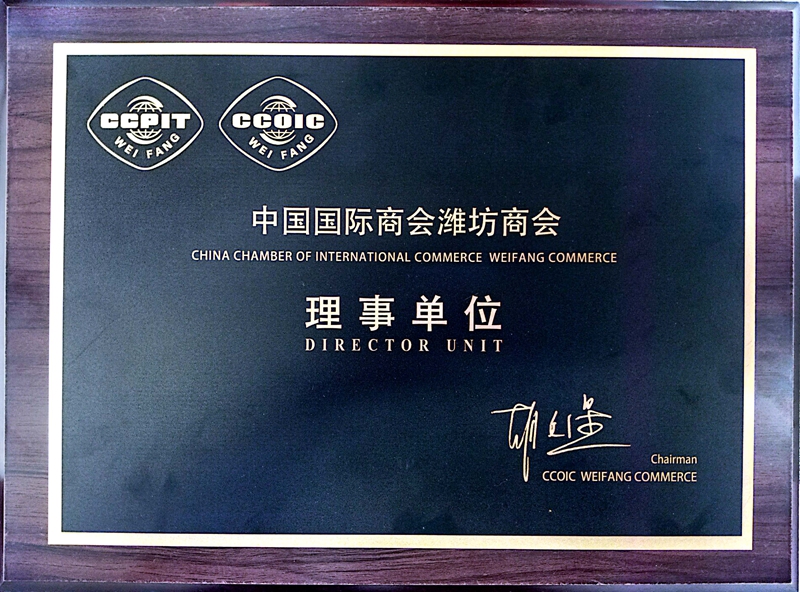 CCPIT
WEI FANG
CCOIC
WEI FANG
中国国际商会潍坊商会
CHINA CHAMBER OF INTERNATIONAL COMMERCE WEIFANG COMMERCE
理事单位
DIRECTOR UNIT
Chairman
CCOIC WEIFANG COMMERCE